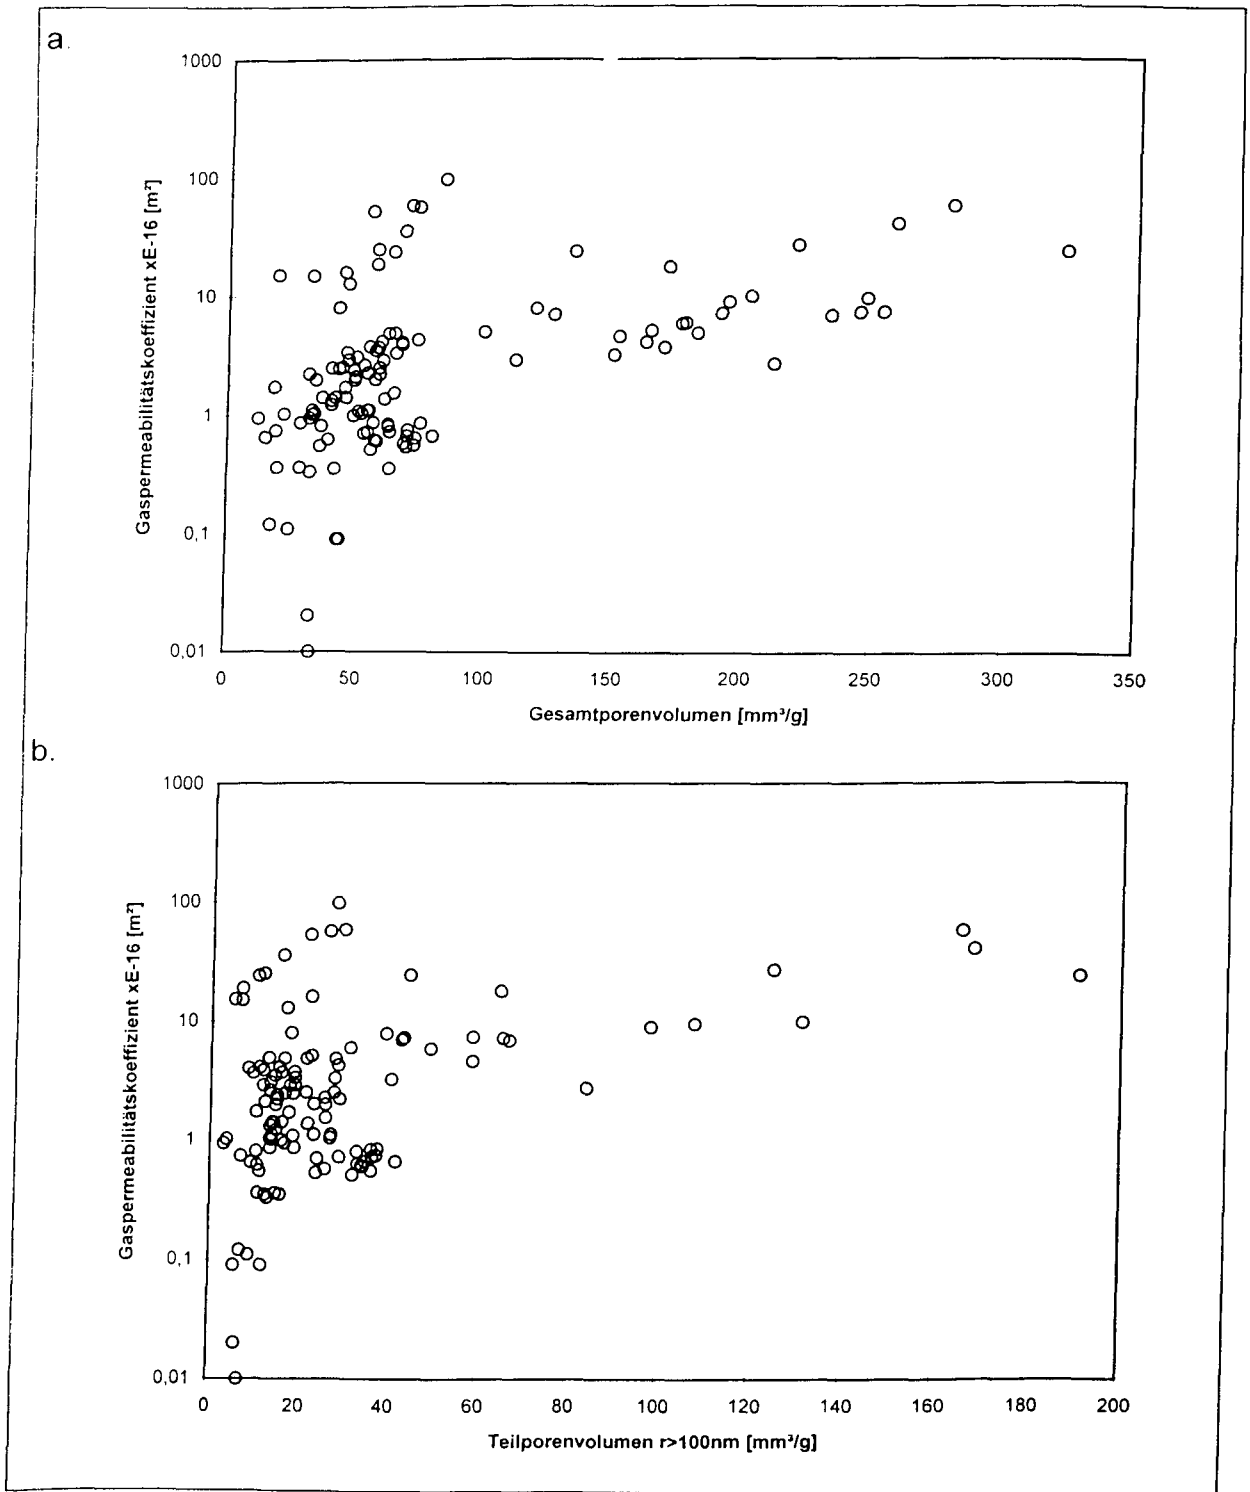 a.
1000
100
10
1
0,1
0,01
Gaspermeabilitätskoeffizient xE-16 [m²]
0 50 100 150 200 250 300 350
Gesamtporenvolumen [mm³/g]
b.
1000
100
10
1
0,1
0,01
Gaspermeabilitätskoeffizient xE-16 [m²]
0 20 40 60 80 100 120 140 160 180 200
Teilporenvolumen r>100nm [mm³/g]